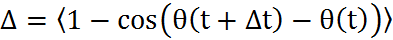 Δ = ⟨1 − cos(θ(t + Δt) − θ(t))⟩